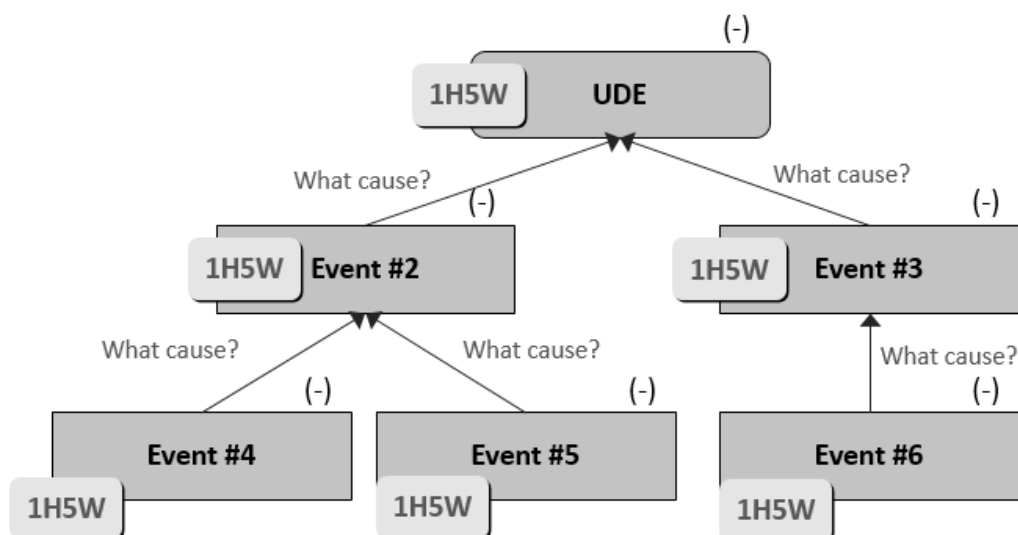 (-)
1H5W
UDE
What cause?
What cause?
(-)
(-)
1H5W
Event #2
1H5W
Event #3
What cause?
What cause?
What cause?
(-)
(-)
(-)
Event #4
Event #5
Event #6
1H5W
1H5W
1H5W